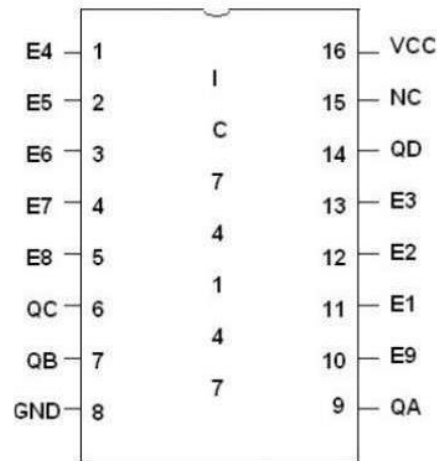 E4 1 16 VCC
I
E5 2 15 NC
C
E6 3 14 QD
7
E7 4 13 E3
4
E8 5 12 E2
1
QC 6 11 E1
4
QB 7 10 E9
7
GND 8 9 QA